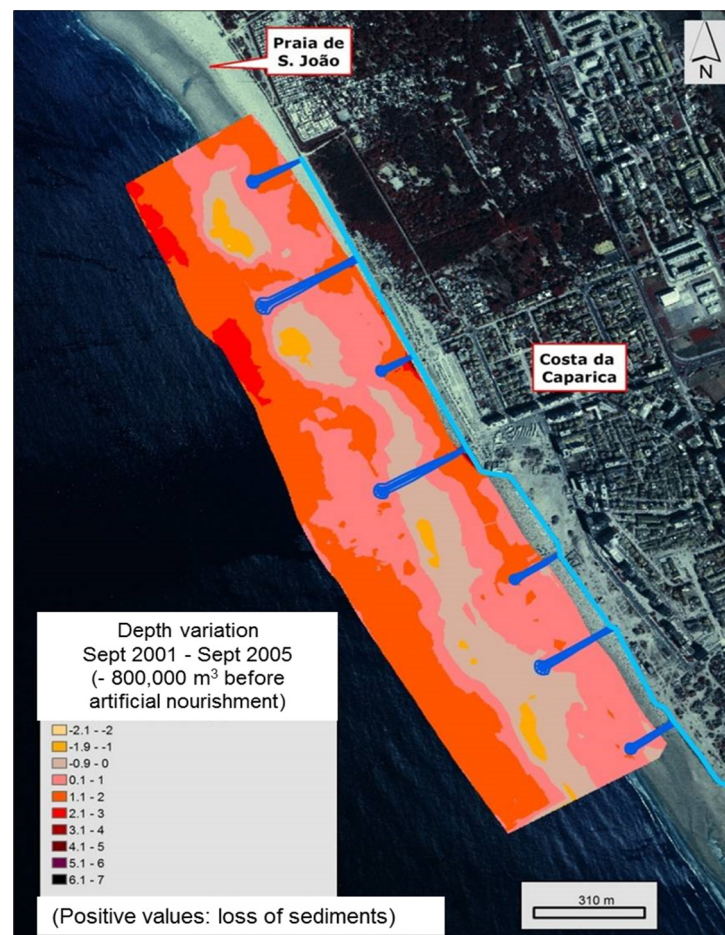 Praia de
S. João
N
Costa da
Caparica
Depth variation
Sept 2001 - Sept 2005
(- 800,000 m³ before
artificial nourishment)
-2.1 - -2
-1.9 - -1
-0.9 - 0
0.1 - 1
1.1 - 2
2.1 - 3
3.1 - 4
4.1 - 5
5.1 - 6
6.1 - 7
310 m
(Positive values: loss of sediments)